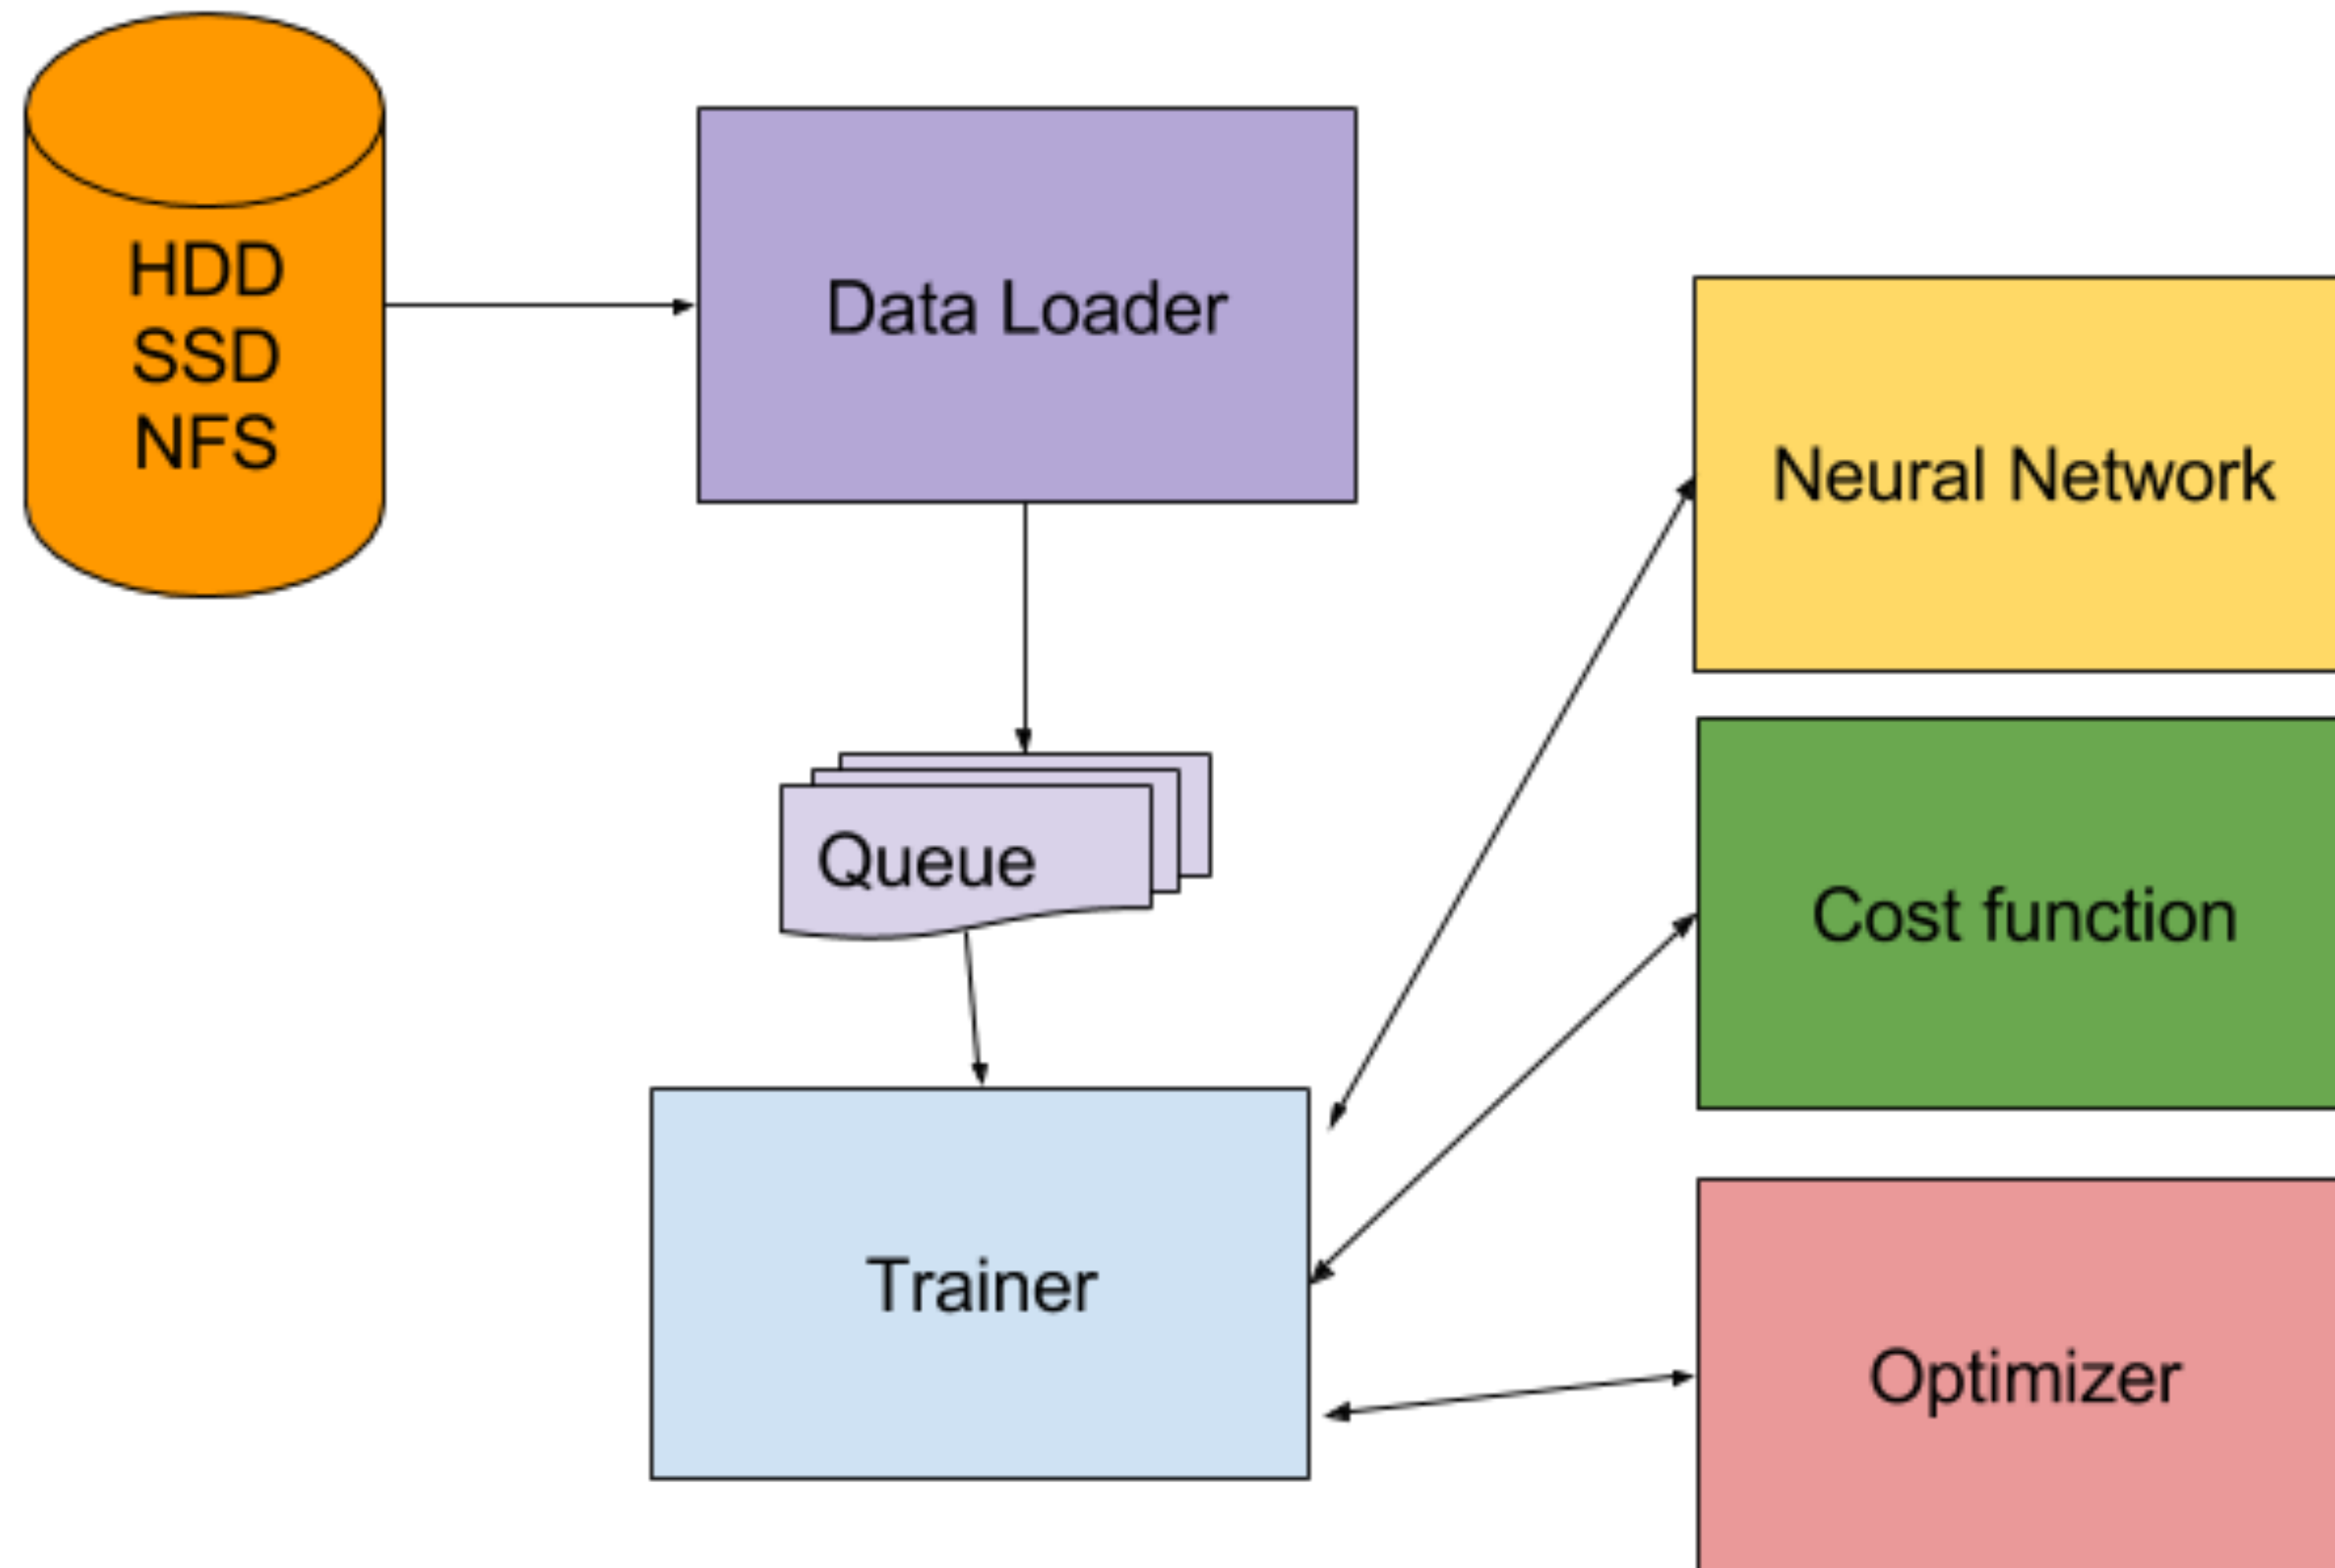 HDD
SSD
NFS
Data Loader
Neural Network
Queue
Cost function
Trainer
Optimizer